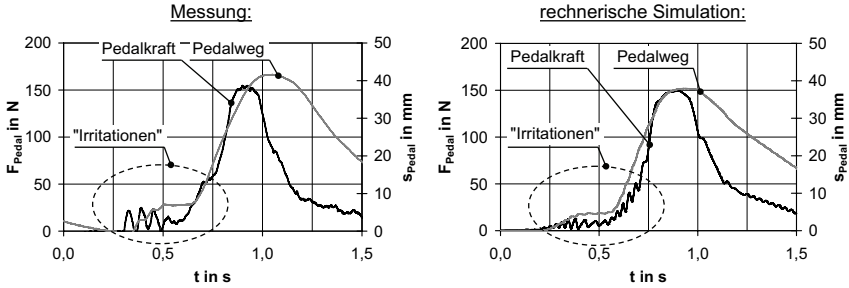 Messung:
200
150
100
50
0
F_Pedal in N
Pedalkraft
Pedalweg
"Irritationen"
50
40
30
20
10
0
s_Pedal in mm
0,0
0,5
1,0
1,5
t in s
rechnerische Simulation:
200
150
100
50
0
F_Pedal in N
Pedalkraft
Pedalweg
"Irritationen"
50
40
30
20
10
0
s_Pedal in mm
0,0
0,5
1,0
1,5
t in s